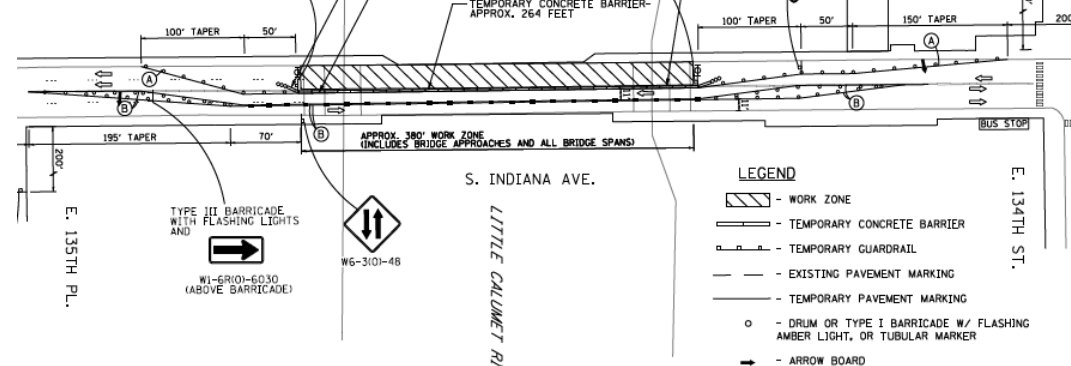 TEMPORARY CONCRETE BARRIER-
APPROX. 264 FEET
100' TAPER
50'
100' TAPER
50'
150' TAPER
200
A
A
B
B
B
11'
11'
195' TAPER
70'
200'
APPROX. 380' WORK ZONE
(INCLUDES BRIDGE APPROACHES AND ALL BRIDGE SPANS)
BUS STOP
S. INDIANA AVE.
E. 135TH PL.
E. 134TH ST.
LITTLE CALUMET RI
TYPE III BARRICADE
WITH FLASHING LIGHTS
AND
W1-6R(O)-6030
(ABOVE BARRICADE)
W6-3(O)-48
LEGEND
- WORK ZONE
- TEMPORARY CONCRETE BARRIER
- TEMPORARY GUARDRAIL
- EXISTING PAVEMENT MARKING
- TEMPORARY PAVEMENT MARKING
- DRUM OR TYPE I BARRICADE W/ FLASHING
AMBER LIGHT, OR TUBULAR MARKER
- ARROW BOARD